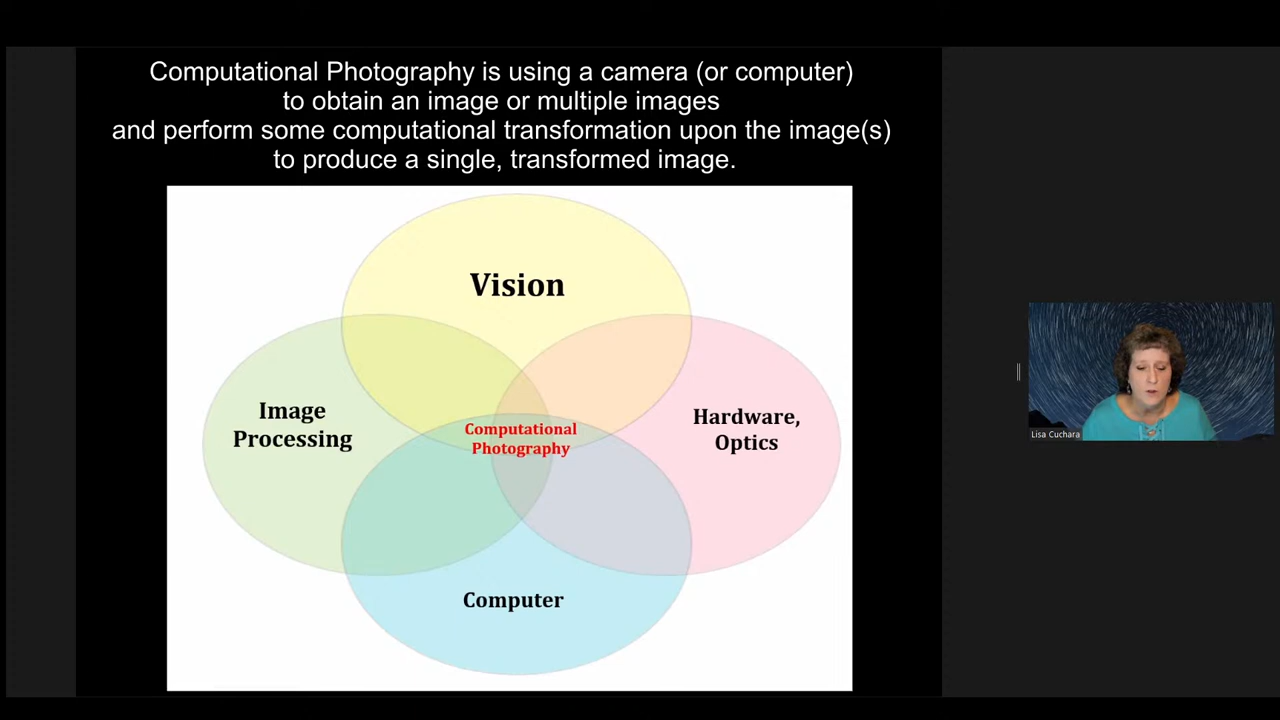 Computational Photography is using a camera (or computer)
to obtain an image or multiple images
and perform some computational transformation upon the image(s)
to produce a single, transformed image.
Vision
Image
Processing
Computational
Photography
Hardware,
Optics
Computer
Lisa Cuchara